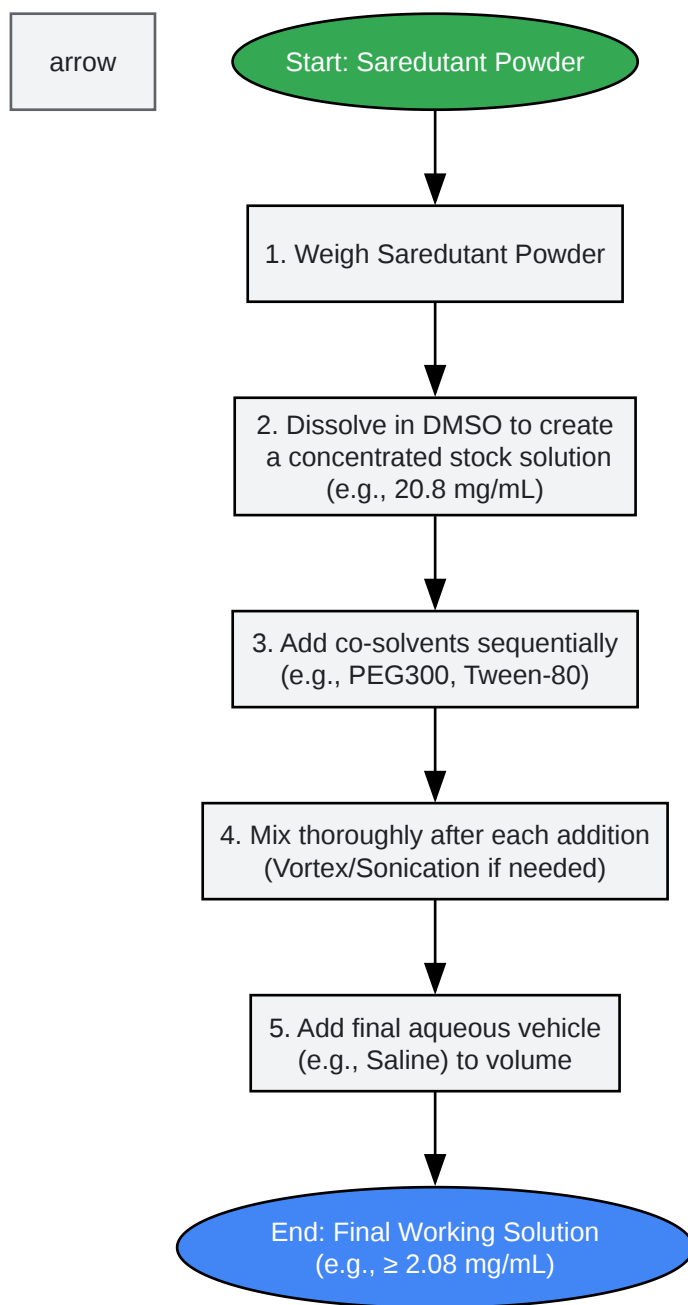 arrow
Start: Saredutant Powder
1. Weigh Saredutant Powder
2. Dissolve in DMSO to create
a concentrated stock solution
(e.g., 20.8 mg/mL)
3. Add co-solvents sequentially
(e.g., PEG300, Tween-80)
4. Mix thoroughly after each addition
(Vortex/Sonication if needed)
5. Add final aqueous vehicle
(e.g., Saline) to volume
End: Final Working Solution
(e.g., ≥ 2.08 mg/mL)